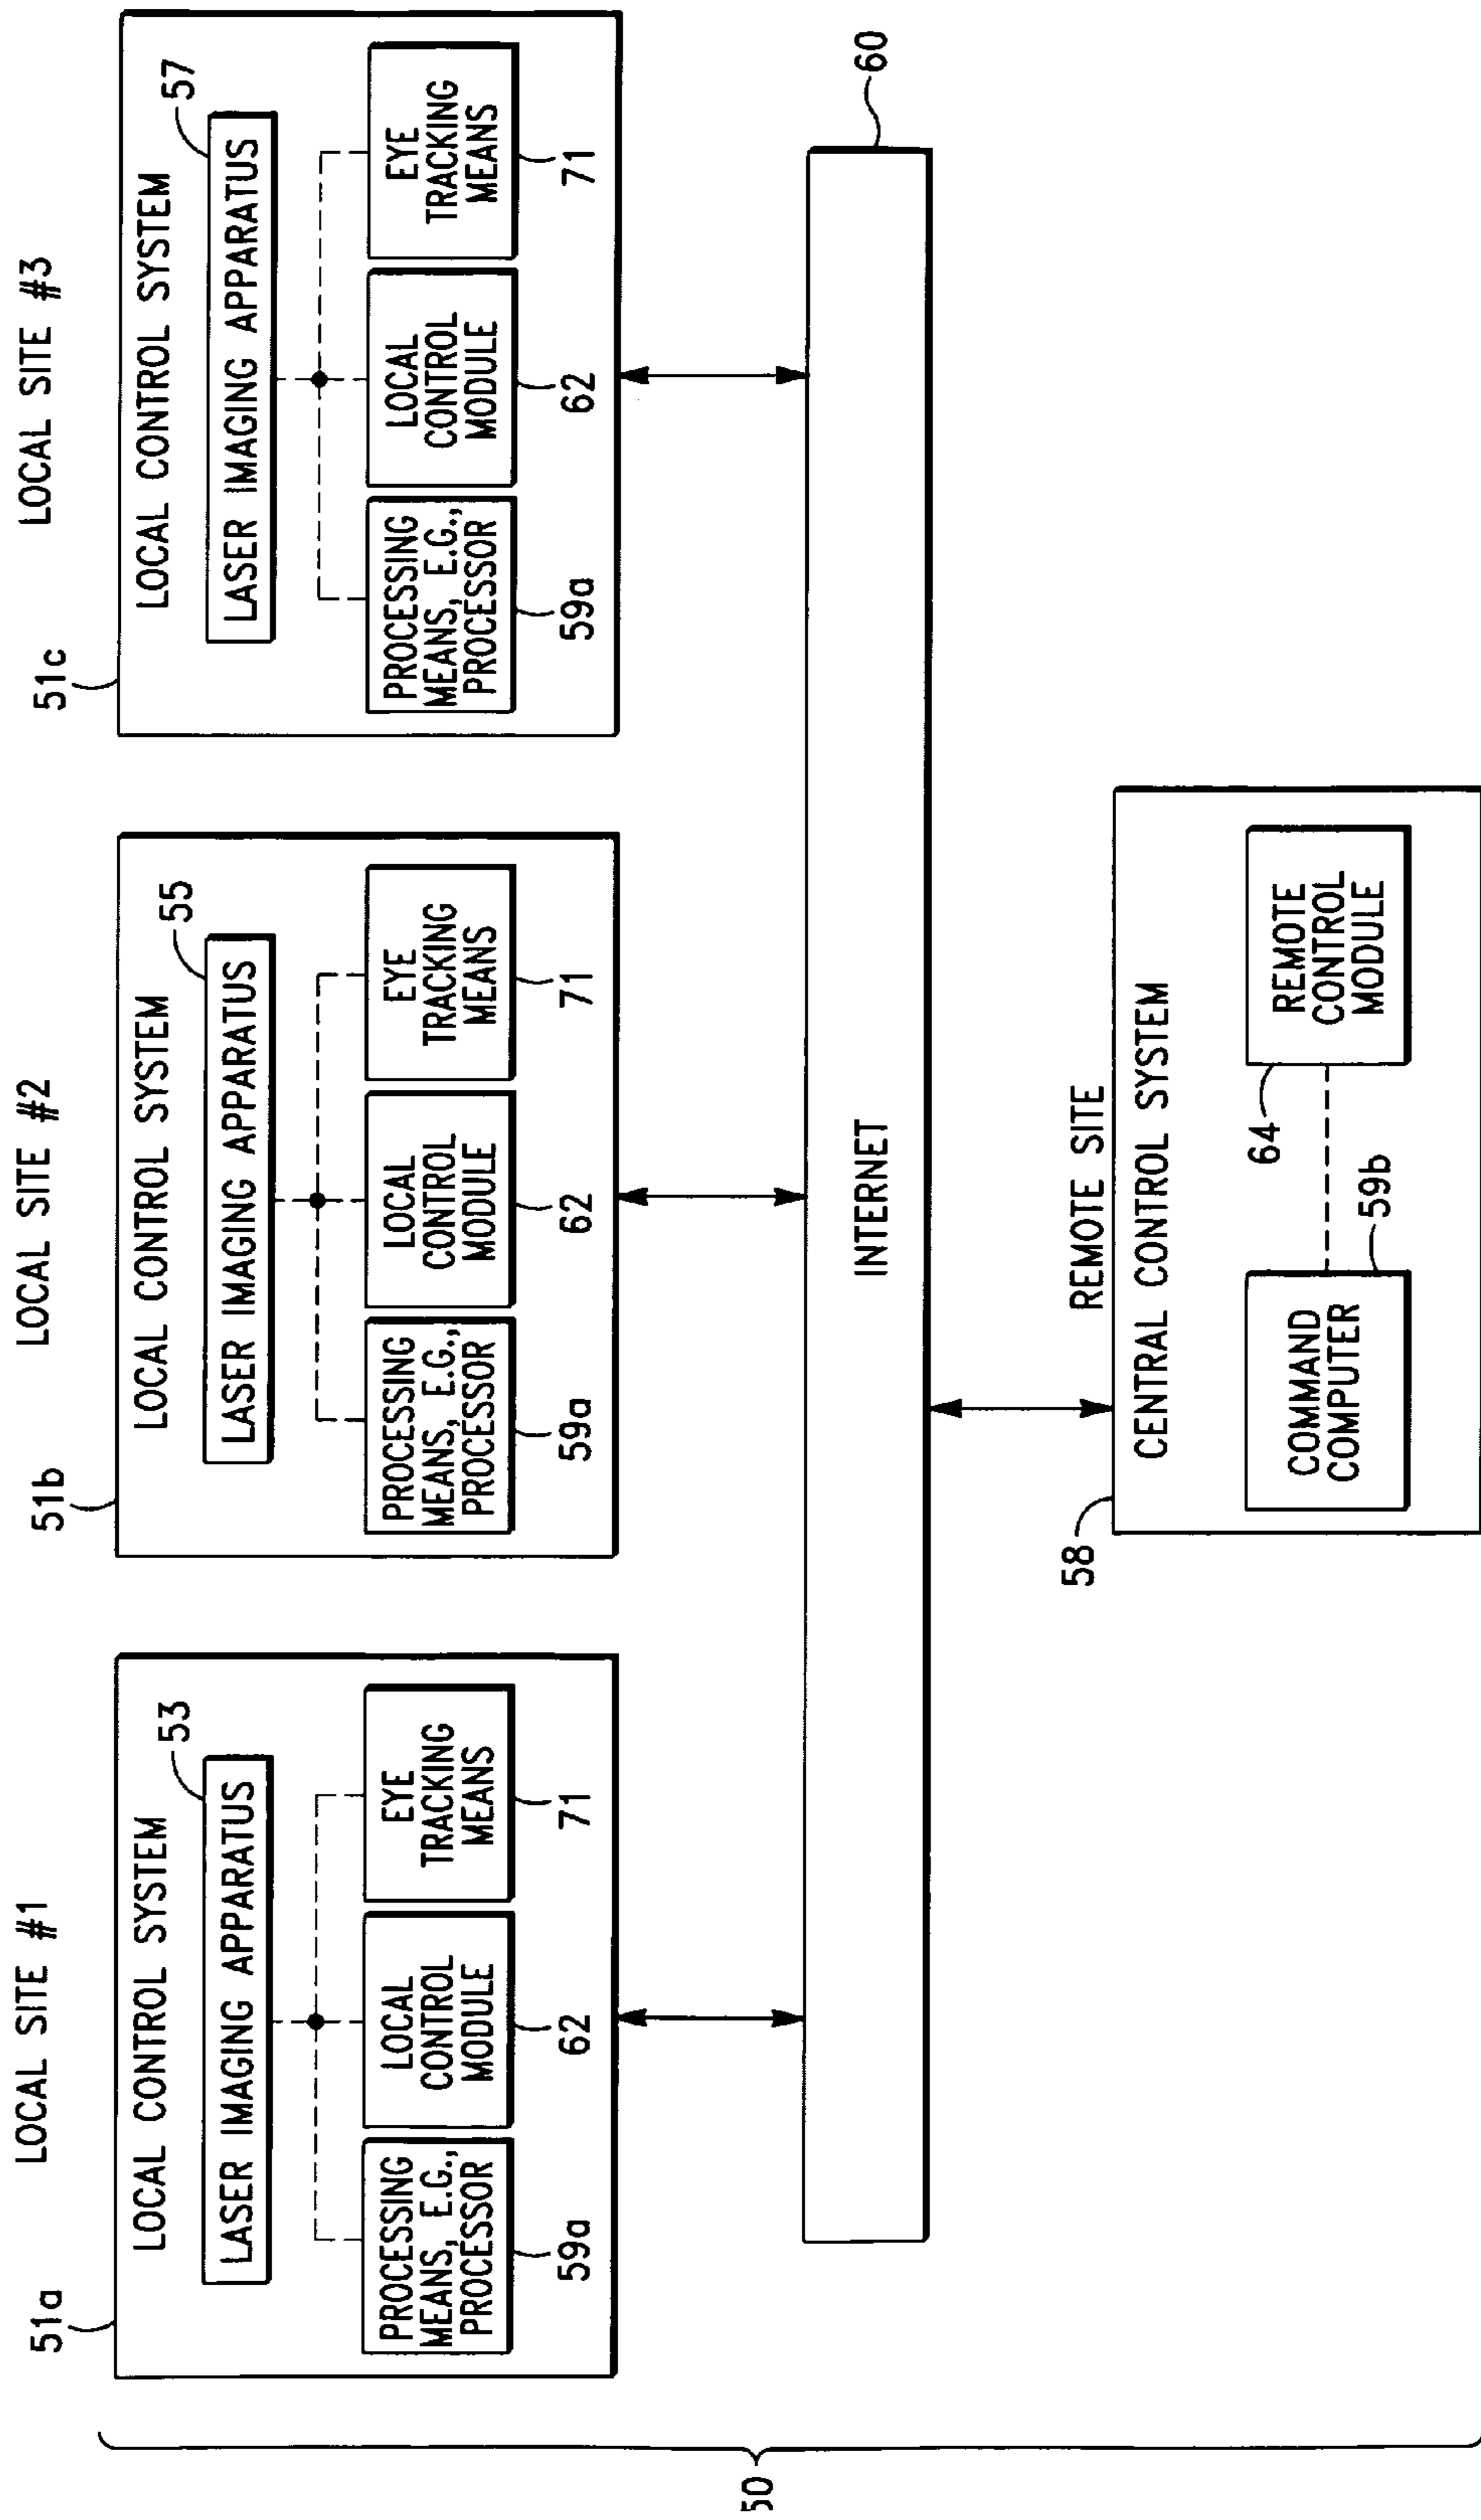 LOCAL SITE #1
51a
LOCAL CONTROL SYSTEM
53
LASER IMAGING APPARATUS
PROCESSING
MEANS, E.G.,
PROCESSOR
59a
LOCAL
CONTROL
MODULE
62
EYE
TRACKING
MEANS
71
LOCAL SITE #2
51b
LOCAL CONTROL SYSTEM
55
LASER IMAGING APPARATUS
PROCESSING
MEANS, E.G.,
PROCESSOR
59a
LOCAL
CONTROL
MODULE
62
EYE
TRACKING
MEANS
71
LOCAL SITE #3
51c
LOCAL CONTROL SYSTEM
57
LASER IMAGING APPARATUS
PROCESSING
MEANS, E.G.,
PROCESSOR
59a
LOCAL
CONTROL
MODULE
62
EYE
TRACKING
MEANS
71
50
INTERNET
60
REMOTE SITE
58
CENTRAL CONTROL SYSTEM
COMMAND
COMPUTER
59b
64
REMOTE
CONTROL
MODULE